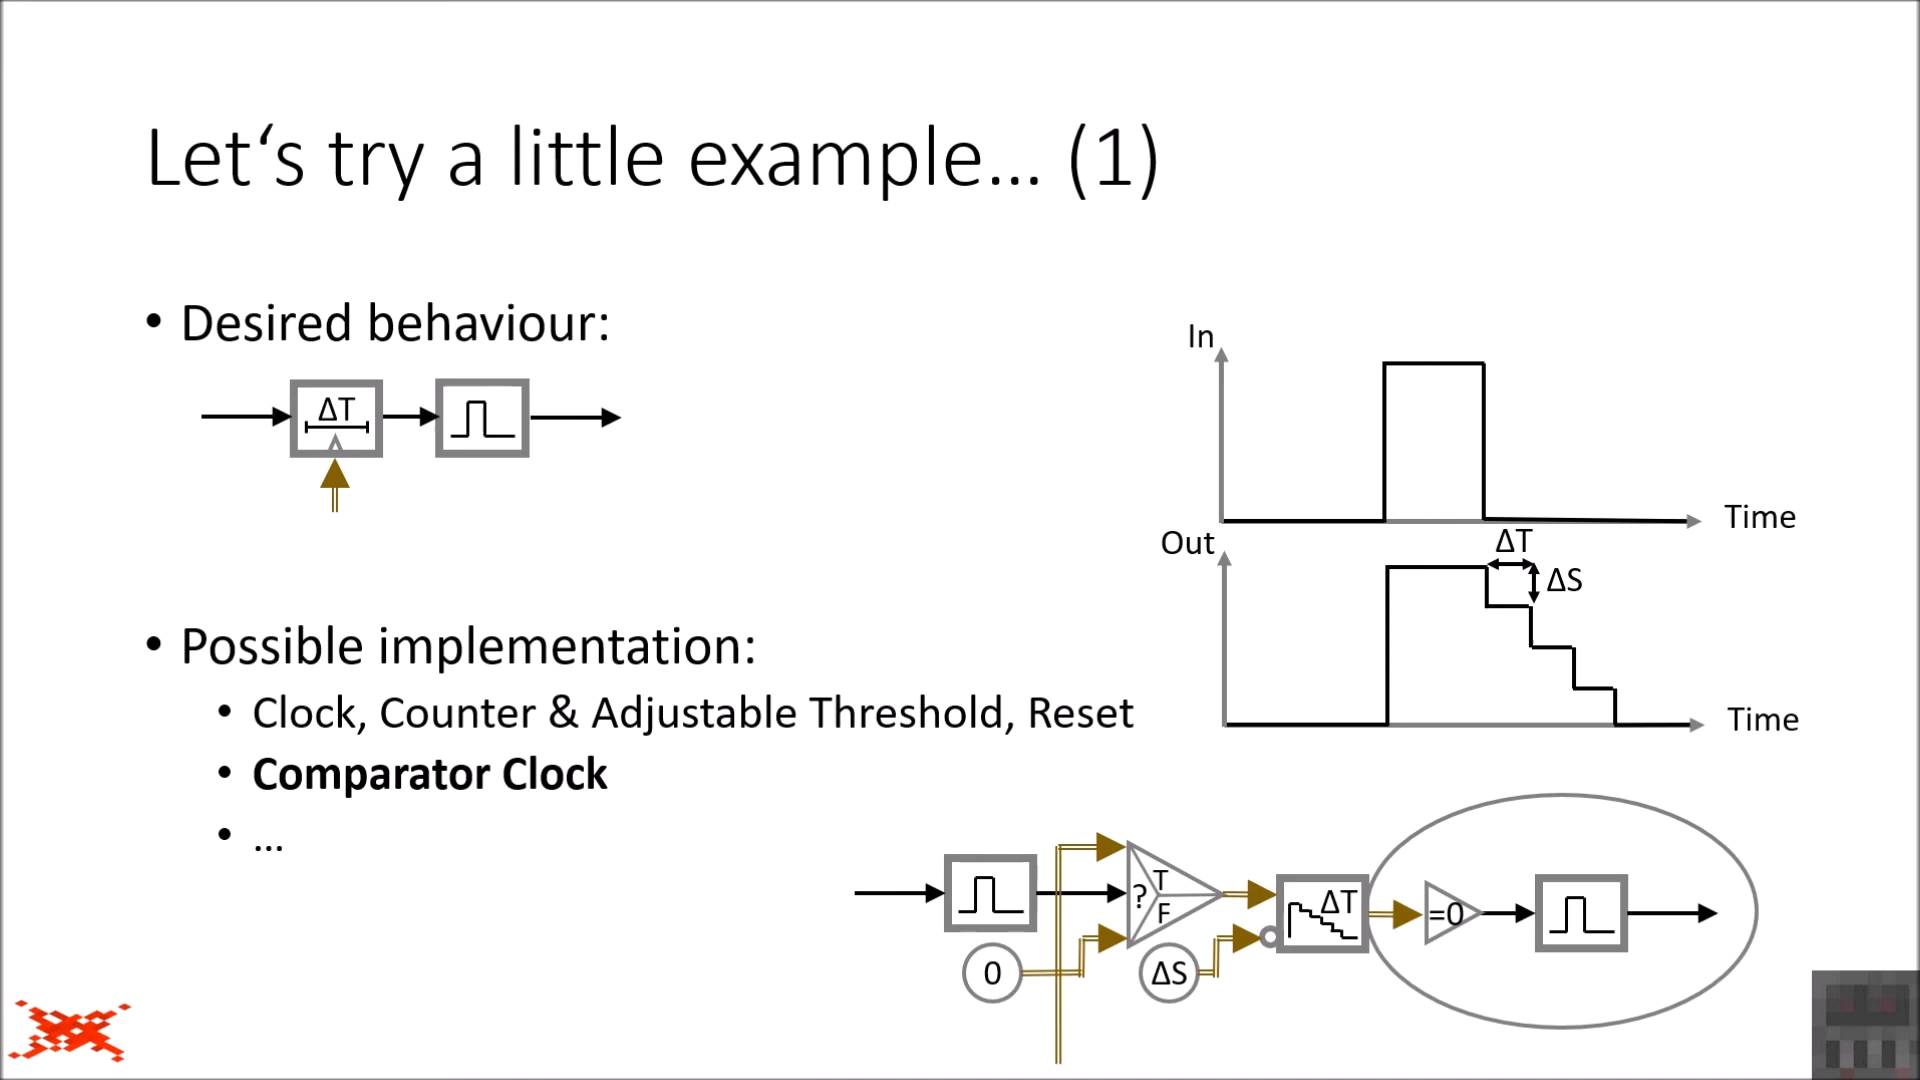 Let‘s try a little example... (1)
• Desired behaviour:
ΔT
In
Time
Out
ΔT
ΔS
Time
• Possible implementation:
• Clock, Counter & Adjustable Threshold, Reset
• Comparator Clock
• ...
? T F
ΔT
=0
0
ΔS